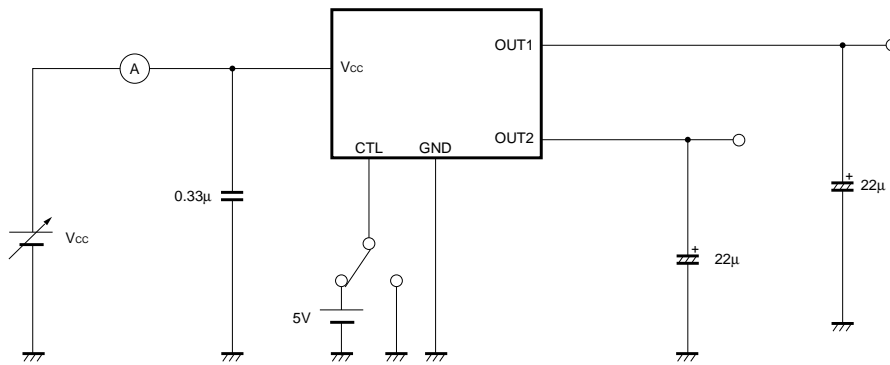 OUT1
A
Vcc
OUT2
CTL GND
0.33μ
+
22μ
Vcc
+
22μ
5V